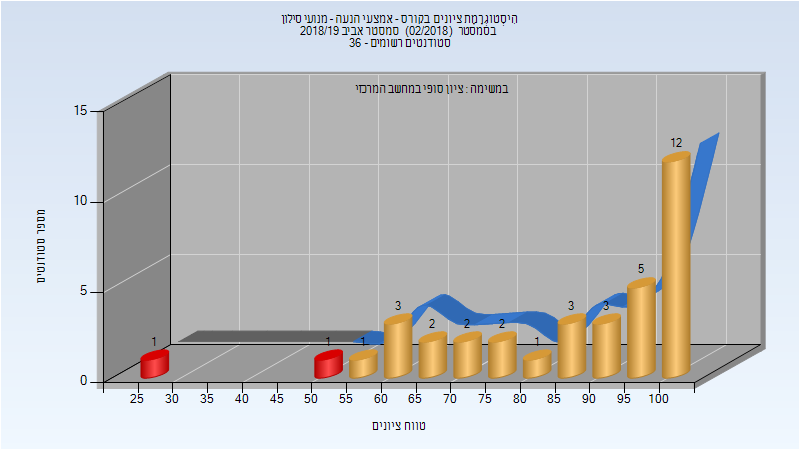 היסטוגרמת ציונים בקורס - אמצעי הנעה - מנועי סילון
בסמסטר (02/2018) סמסטר אביב 2018/19
סטודנטים רשומים - 36
במשימה : ציון סופי במחשב המרכזי
מספר סטודנטים
15
10
5
0
1 1 1 3 2 2 2 1 3 3 5 12
25 30 35 40 45 50 55 60 65 70 75 80 85 90 95 100
טווח ציונים